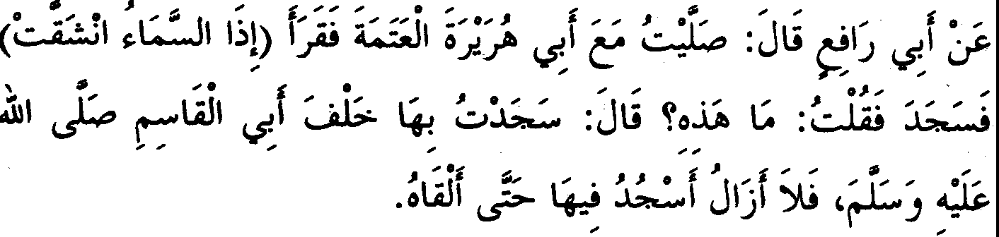 عَنْ أَبِي رَافِعٍ قَالَ: صَلَّيْتُ مَعَ أَبِي هُرَيْرَةَ الْعَتَمَةَ فَقَرَأَ (إِذَا السَّمَاءُ انْشَقَّتْ)
فَسَجَدَ فَقُلْتُ: مَا هَذِهِ؟ قَالَ: سَجَدْتُ بِهَا خَلْفَ أَبِي الْقَاسِمِ صَلَّى الله
عَلَيْهِ وَسَلَّمَ، فَلاَ أَزَالُ أَسْجُدُ فِيهَا حَتَّى أَلْقَاهُ.